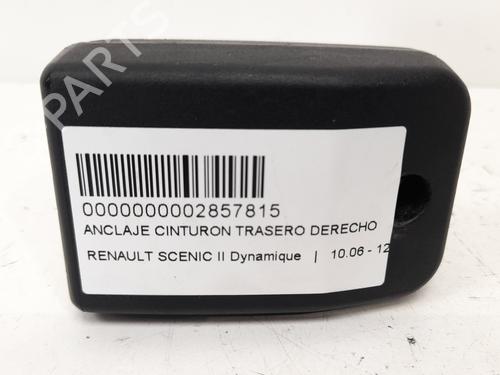 B PARTS
0000000002857815
ANCLAJE CINTURON TRASERO DERECHO
RENAULT SCENIC II Dynamique | 10.06 - 12